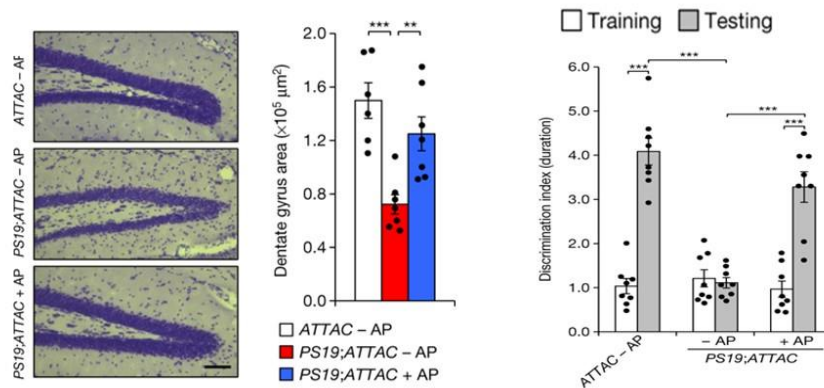 ATTAC – AP
PS19;ATTAC – AP
PS19;ATTAC + AP
Dentate gyrus area (×10⁵ μm²)
2.0
1.6
1.2
0.8
0.4
0.0
***
**
ATTAC – AP
PS19;ATTAC – AP
PS19;ATTAC + AP
Training
Testing
Discrimination index (duration)
6.0
5.0
4.0
3.0
2.0
1.0
0.0
***
***
***
***
ATTAC – AP
– AP
+ AP
PS19;ATTAC